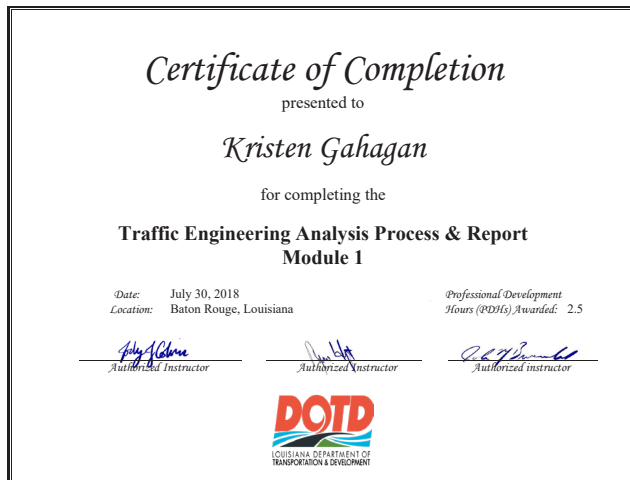 Certificate of Completion
presented to
Kristen Gahagan
for completing the
Traffic Engineering Analysis Process & Report
Module 1
Date: July 30, 2018
Location: Baton Rouge, Louisiana
Professional Development
Hours (PDHs) Awarded: 2.5
Authorized Instructor
Authorized Instructor
Authorized instructor
DOTD
LOUISIANA DEPARTMENT OF
TRANSPORTATION & DEVELOPMENT